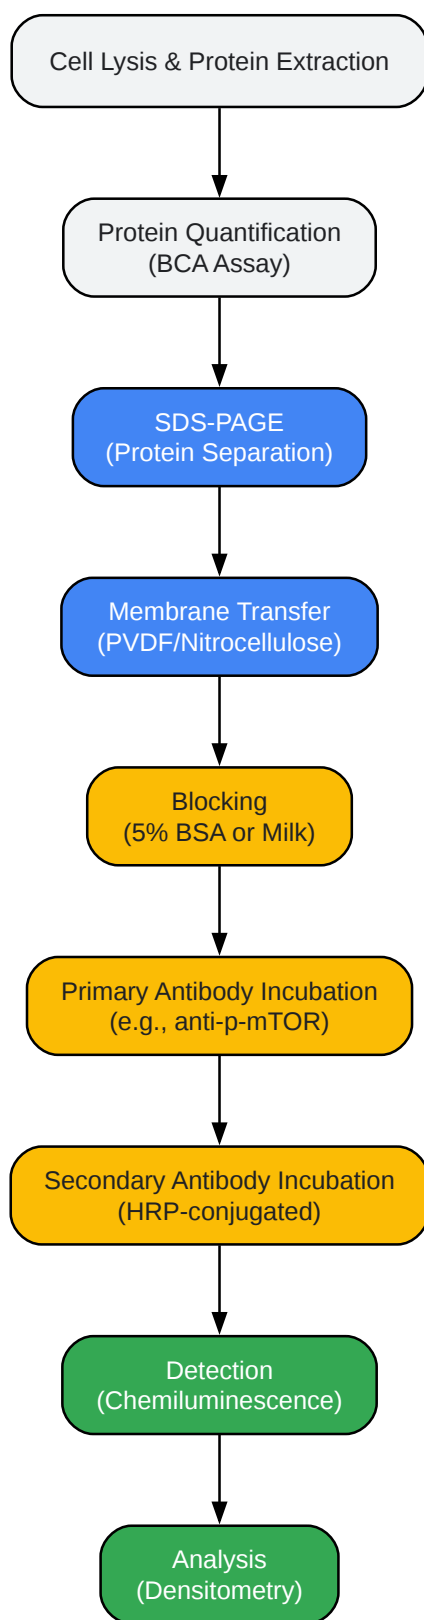 Cell Lysis & Protein Extraction
Protein Quantification
(BCA Assay)
SDS-PAGE
(Protein Separation)
Membrane Transfer
(PVDF/Nitrocellulose)
Blocking
(5% BSA or Milk)
Primary Antibody Incubation
(e.g., anti-p-mTOR)
Secondary Antibody Incubation
(HRP-conjugated)
Detection
(Chemiluminescence)
Analysis
(Densitometry)